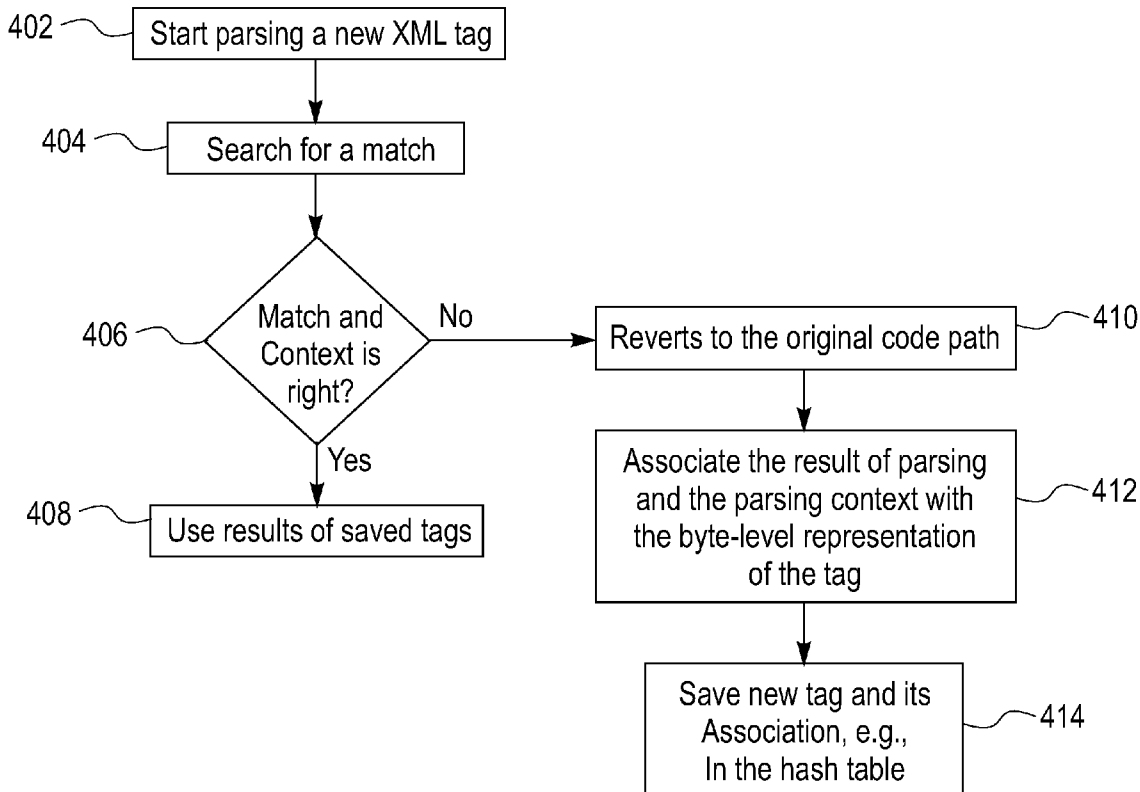 402
Start parsing a new XML tag
404
Search for a match
406
Match and
Context is
right?
No
Yes
408
Use results of saved tags
Reverts to the original code path
410
Associate the result of parsing
and the parsing context with
the byte-level representation
of the tag
412
Save new tag and its
Association, e.g.,
In the hash table
414